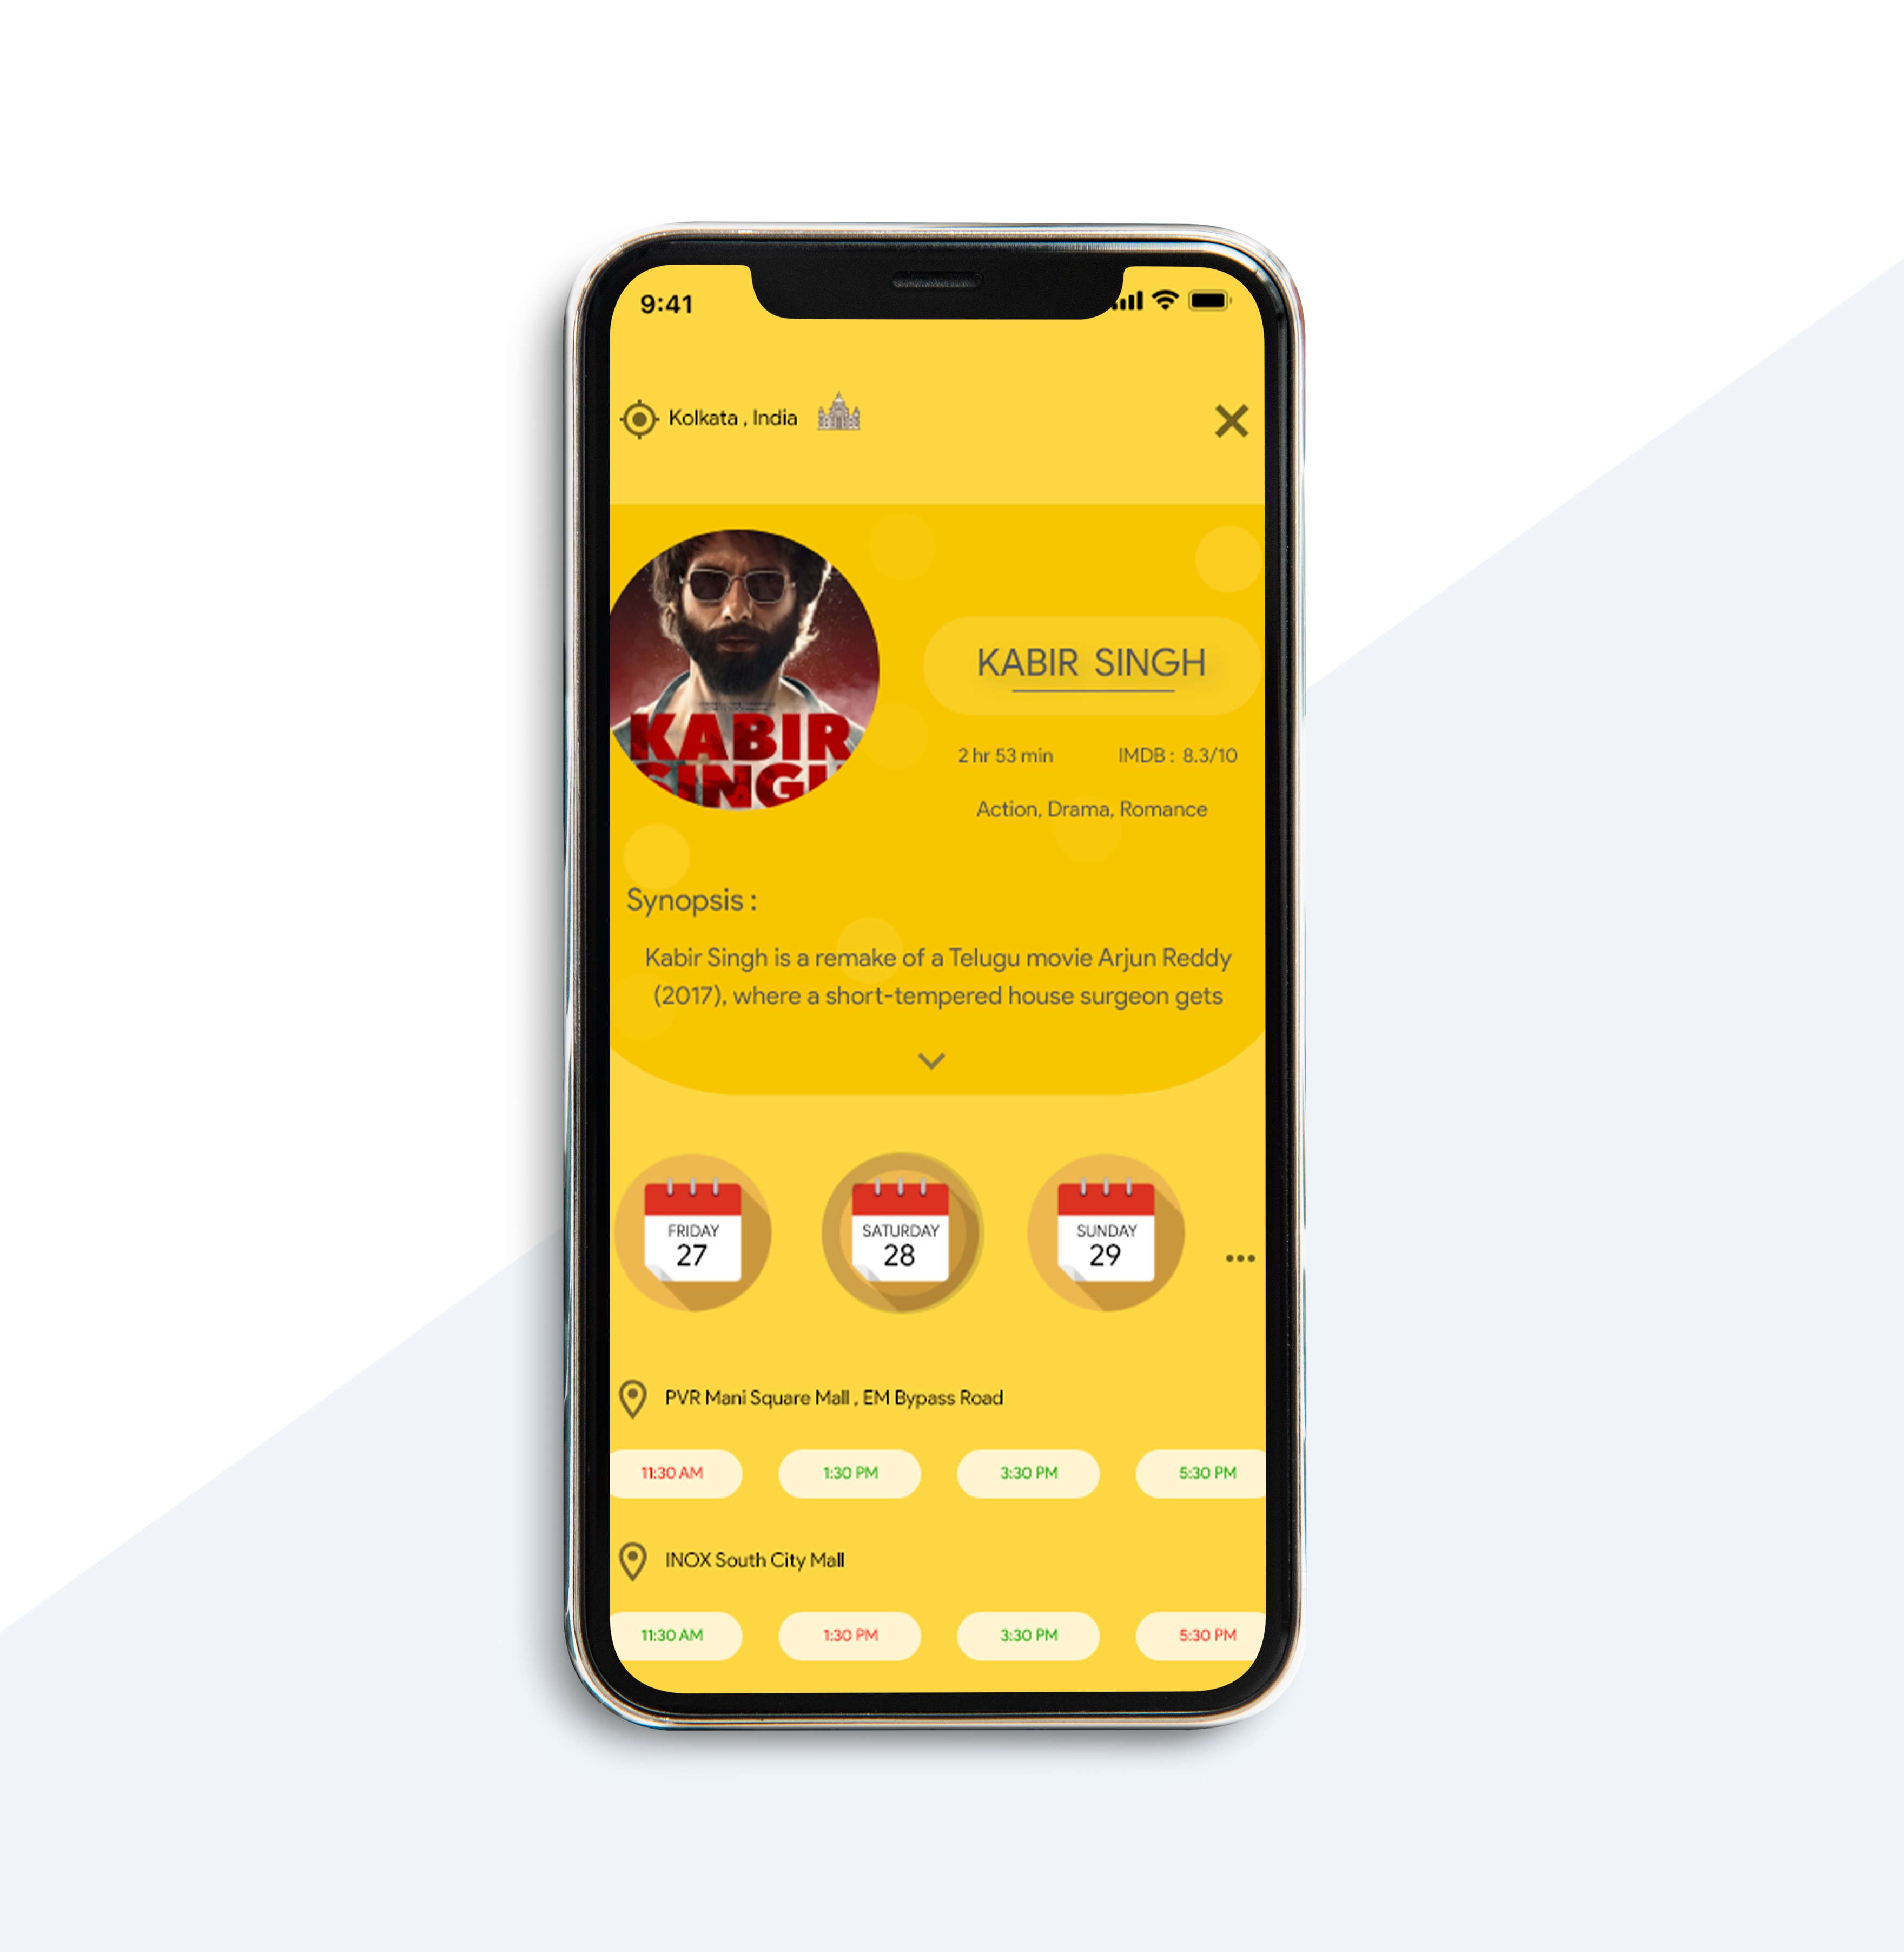 9:41
Kolkata , India
KABIR
SINGH
KABIR SINGH
2 hr 53 min IMDB : 8.3/10
Action, Drama, Romance
Synopsis :
Kabir Singh is a remake of a Telugu movie Arjun Reddy
(2017), where a short-tempered house surgeon gets
FRIDAY
27
SATURDAY
28
SUNDAY
29
PVR Mani Square Mall , EM Bypass Road
11:30 AM 1:30 PM 3:30 PM 5:30 PM
INOX South City Mall
11:30 AM 1:30 PM 3:30 PM 5:30 PM